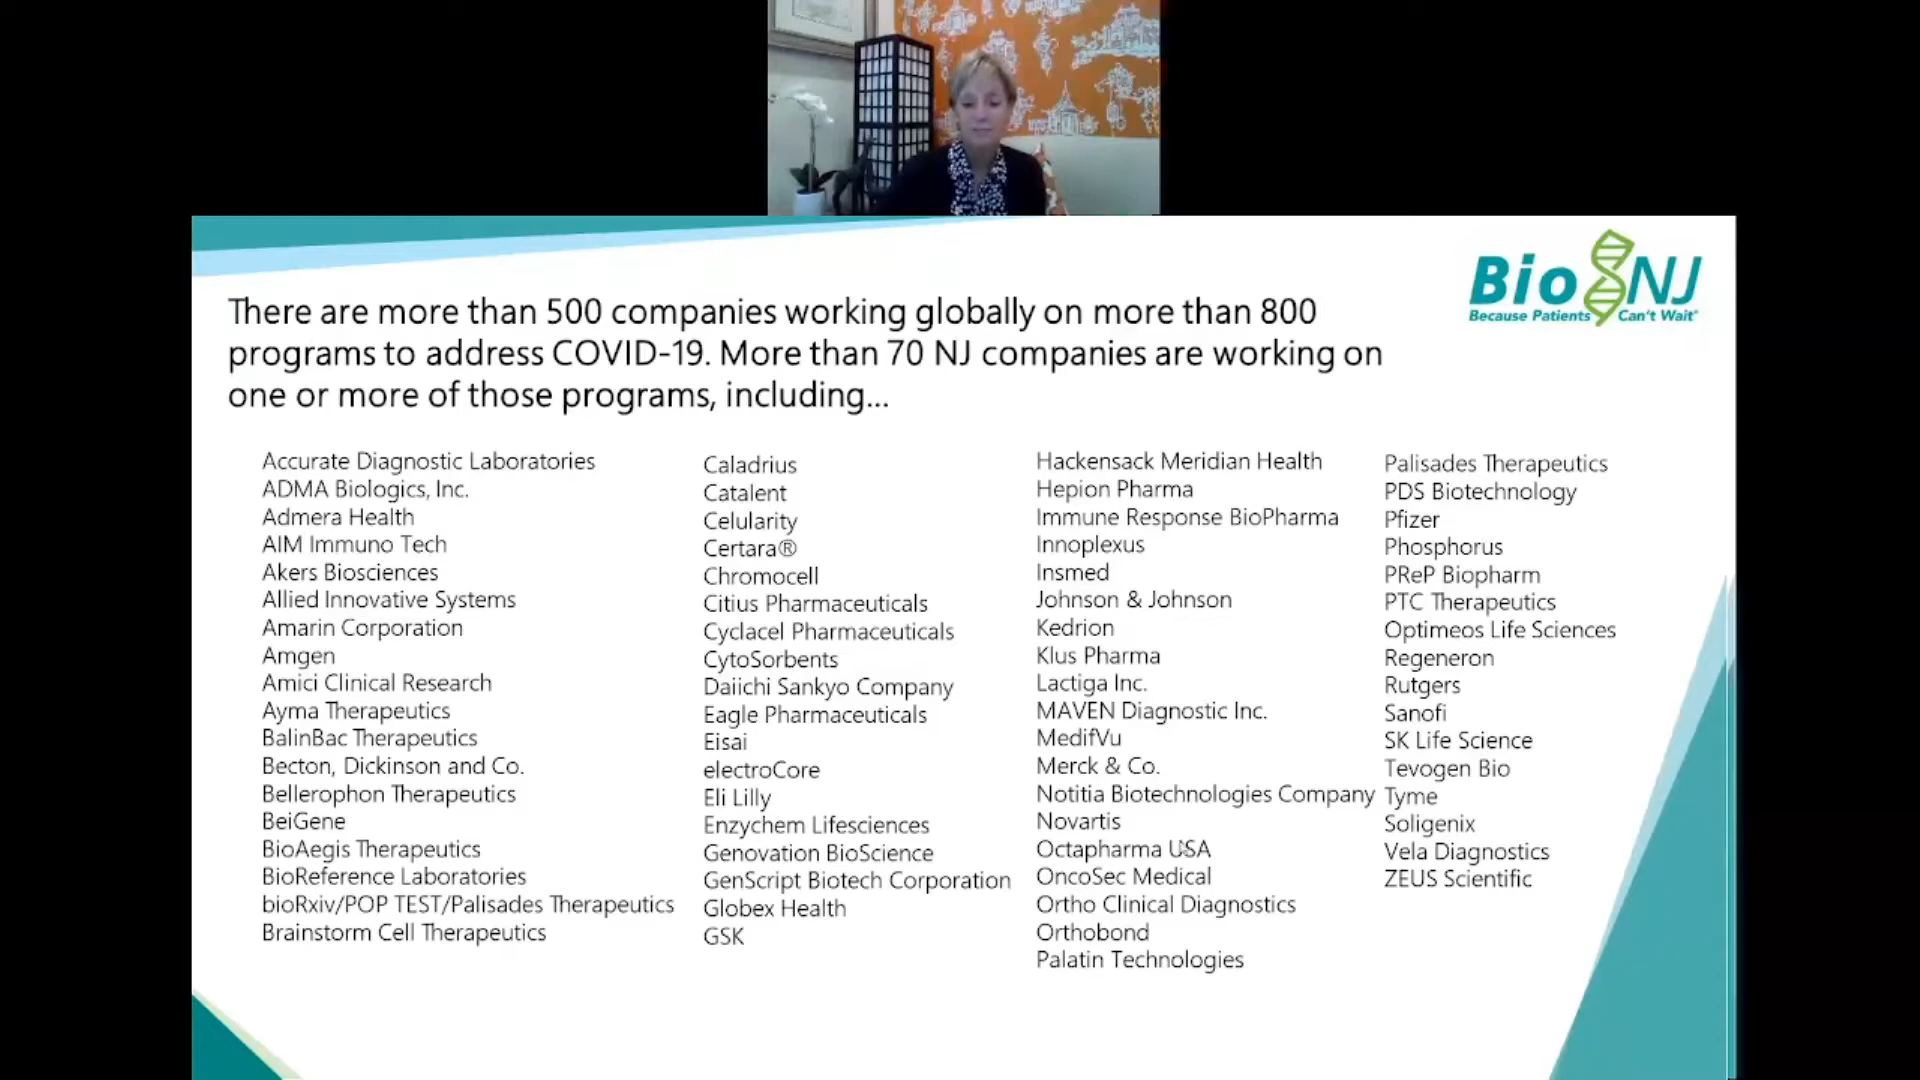 Bio NJ
Because Patients Can't Wait®
There are more than 500 companies working globally on more than 800
programs to address COVID-19. More than 70 NJ companies are working on
one or more of those programs, including...
Accurate Diagnostic Laboratories
ADMA Biologics, Inc.
Admera Health
AIM Immuno Tech
Akers Biosciences
Allied Innovative Systems
Amarin Corporation
Amgen
Amici Clinical Research
Ayma Therapeutics
BalinBac Therapeutics
Becton, Dickinson and Co.
Bellerophon Therapeutics
BeiGene
BioAegis Therapeutics
BioReference Laboratories
bioRxiv/POP TEST/Palisades Therapeutics
Brainstorm Cell Therapeutics
Caladrius
Catalent
Celularity
Certara®
Chromocell
Citius Pharmaceuticals
Cyclacel Pharmaceuticals
CytoSorbents
Daiichi Sankyo Company
Eagle Pharmaceuticals
Eisai
electroCore
Eli Lilly
Enzychem Lifesciences
Genovation BioScience
GenScript Biotech Corporation
Globex Health
GSK
Hackensack Meridian Health
Hepion Pharma
Immune Response BioPharma
Innoplexus
Insmed
Johnson & Johnson
Kedrion
Klus Pharma
Lactiga Inc.
MAVEN Diagnostic Inc.
MedifVu
Merck & Co.
Notitia Biotechnologies Company
Novartis
Octapharma USA
OncoSec Medical
Ortho Clinical Diagnostics
Orthobond
Palatin Technologies
Palisades Therapeutics
PDS Biotechnology
Pfizer
Phosphorus
PReP Biopharm
PTC Therapeutics
Optimeos Life Sciences
Regeneron
Rutgers
Sanofi
SK Life Science
Tevogen Bio
Tyme
Soligenix
Vela Diagnostics
ZEUS Scientific